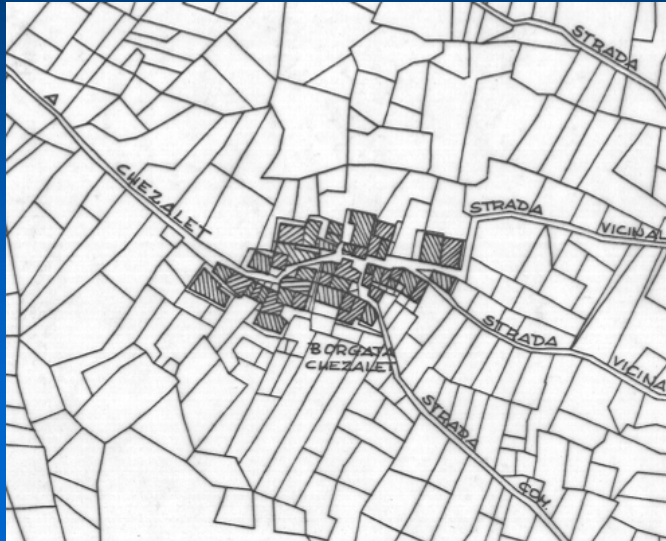 STRADA
A
CHEZALET
STRADA
VICINAL
STRADA
VICINA
BORGATA
CHEZALET
STRADA
COM.